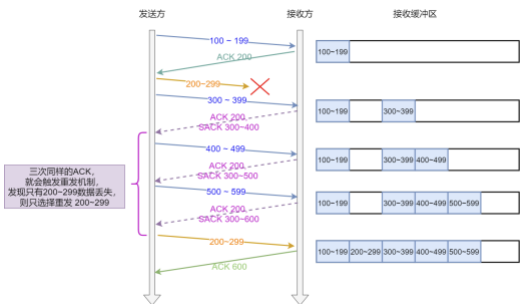 发送方 接收方 接收缓冲区
100 ~ 199
100~199
ACK 200
200~299
300 ~ 399
100~199 300~399
ACK 200
SACK 300~400
400 ~ 499
100~199 300~399 400~499
ACK 200
SACK 300~500
三次同样的ACK,
就会触发重发机制,
发现只有200~299数据丢失,
则只选择重发 200~299
500 ~ 599
100~199 300~399 400~499 500~599
ACK 200
SACK 300~600
200~299
100~199 200~299 300~399 400~499 500~599
ACK 600